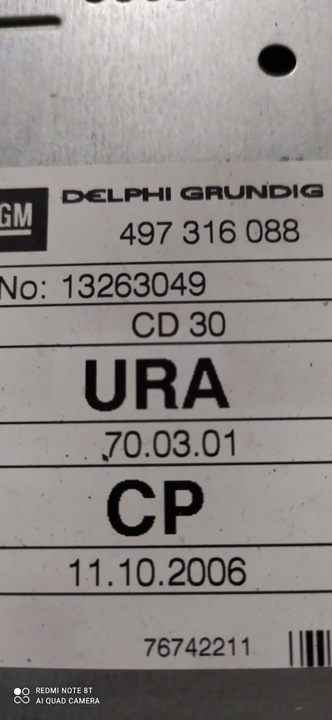 GM
DELPHI GRUNDIG
497 316 088
No: 13263049
CD 30
URA
70.03.01
CP
11.10.2006
76742211
REDMI NOTE 8T
AI QUAD CAMERA